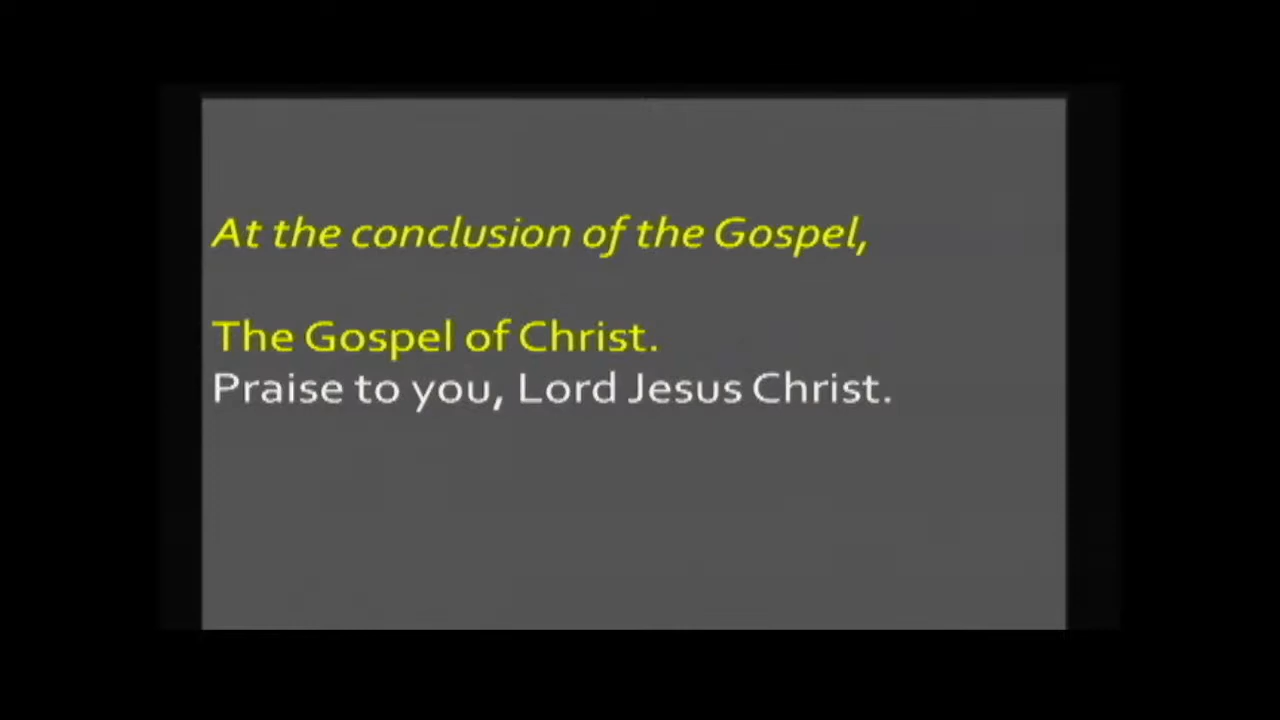 At the conclusion of the Gospel,
The Gospel of Christ.
Praise to you, Lord Jesus Christ.